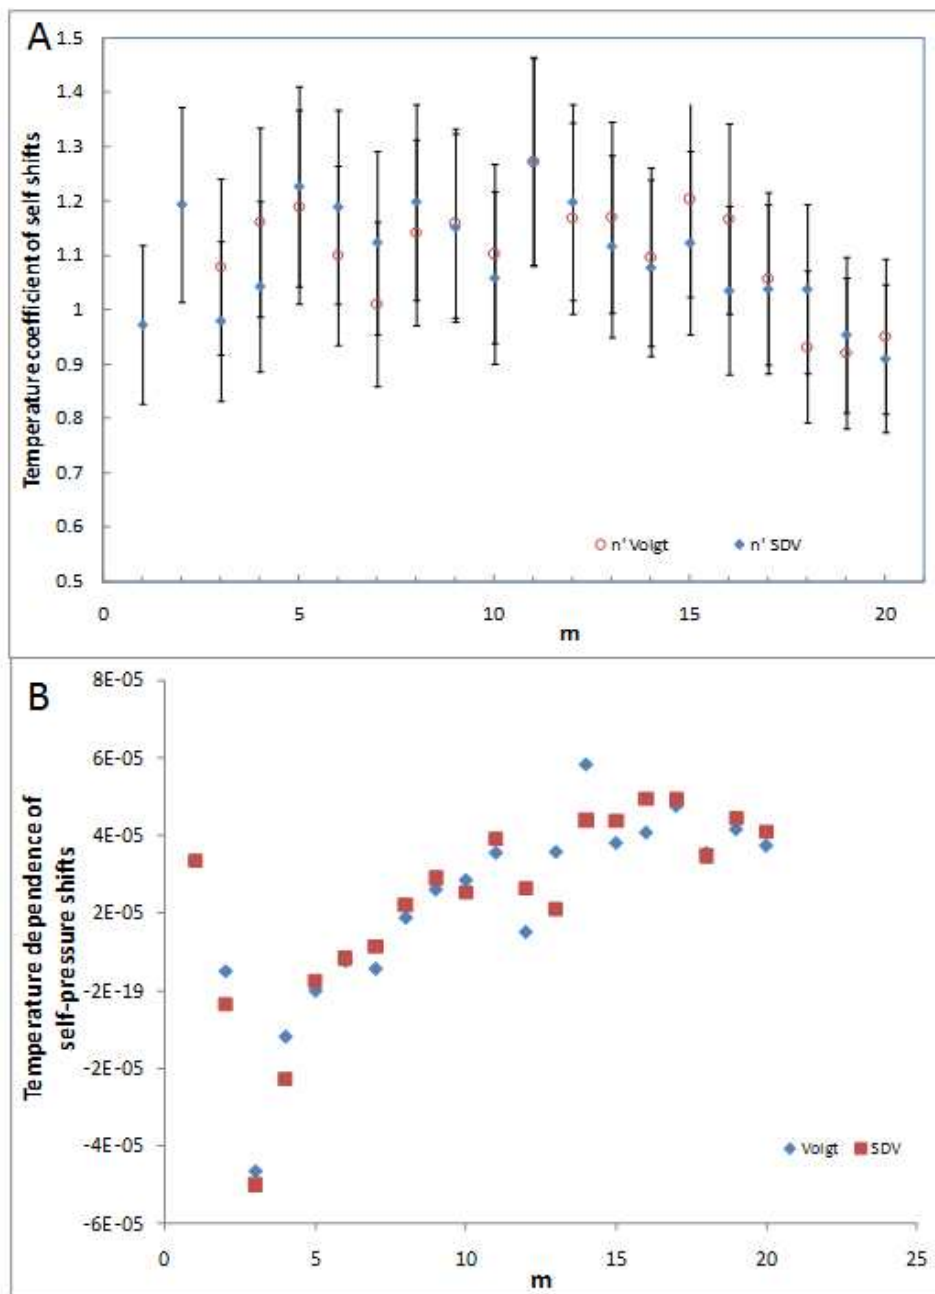 A
1.5
1.4
1.3
1.2
1.1
1
0.9
0.8
0.7
0.6
0.5
Temperature coefficient of self shifts
n' Voigt
n' SDV
0 5 10 15 20
m
B
8E-05
6E-05
4E-05
2E-05
-2E-19
-2E-05
-4E-05
-6E-05
Temperature dependence of
self-pressure shifts
Voigt
SDV
0 5 10 15 20 25
m